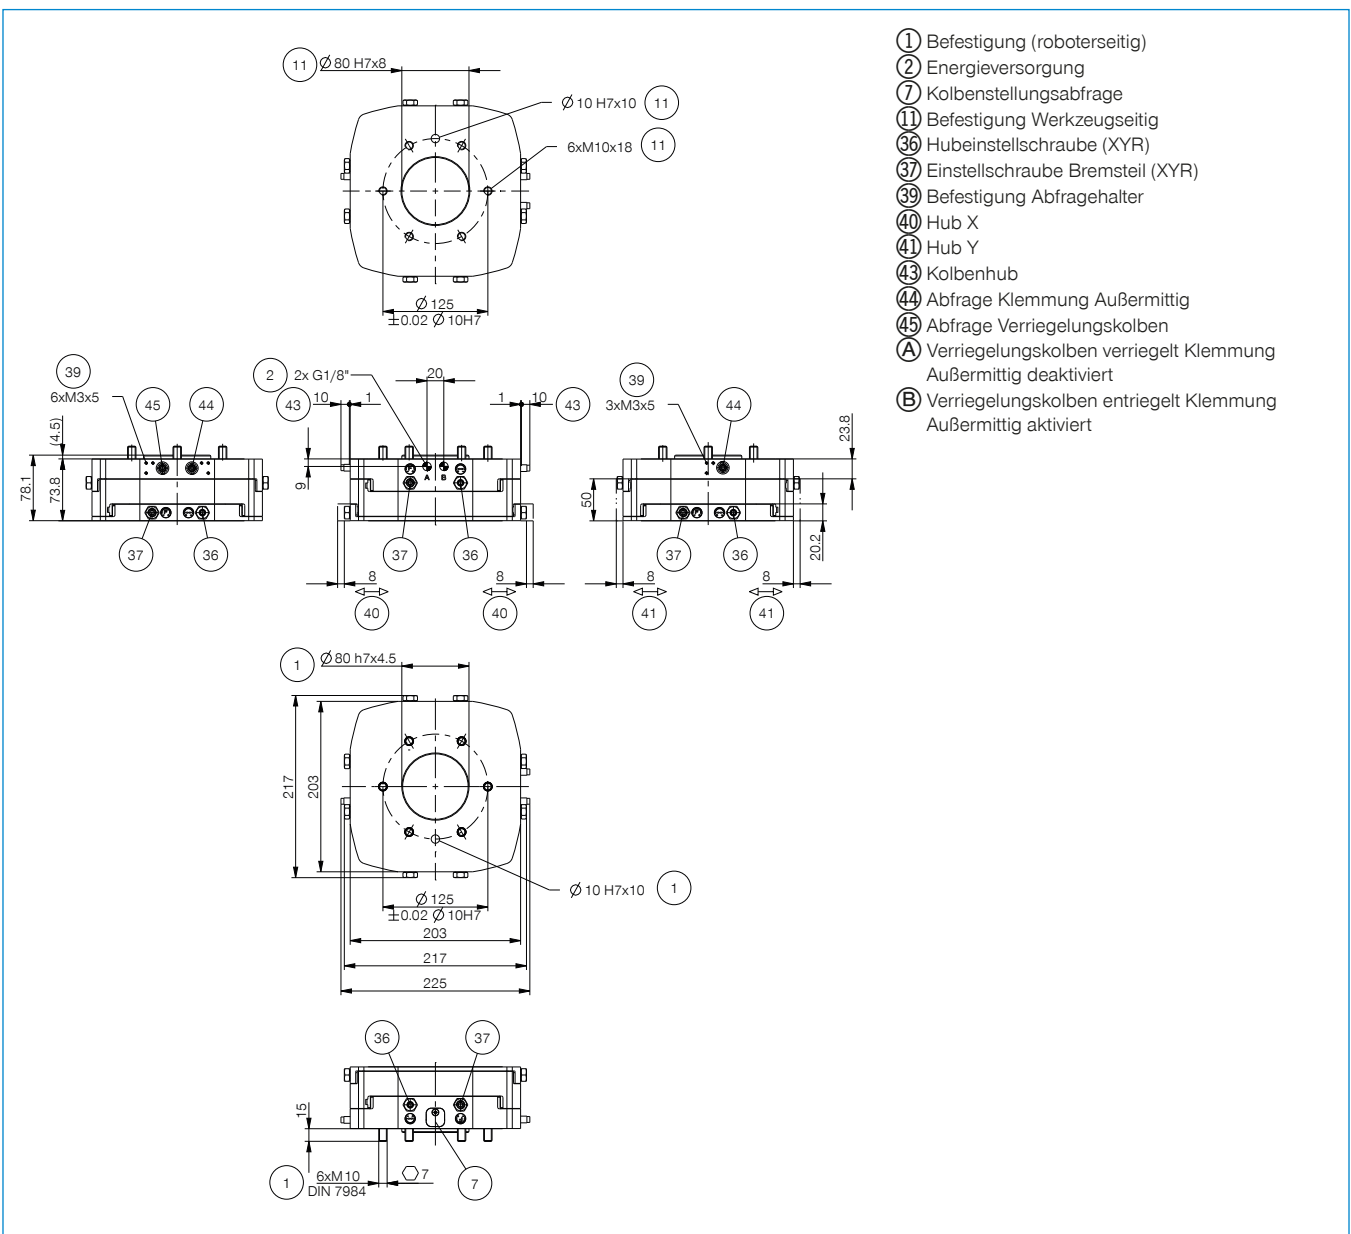 11 Ø 80 H7x8
Ø 10 H7x10 11
6xM10x18 11
Ø 125
±0.02 Ø 10H7
1 Befestigung (roboterseitig)
2 Energieversorgung
7 Kolbenstellungsabfrage
11 Befestigung Werkzeugseitig
36 Hubeinstellschraube (XYR)
37 Einstellschraube Bremsteil (XYR)
39 Befestigung Abfragehalter
40 Hub X
41 Hub Y
43 Kolbenhub
44 Abfrage Klemmung Außermittig
45 Abfrage Verriegelungskolben
A Verriegelungskolben verriegelt Klemmung
Außermittig deaktiviert
B Verriegelungskolben entriegelt Klemmung
Außermittig aktiviert
39
6xM3x5
45
44
(4.5)
78.1
73.8
37
36
2 2x G1/8"
20
43
10
1
1
10
43
9
A B
37
36
8
8
40
40
39
3xM3x5
44
23.8
50
20.2
37
36
8
8
41
41
1 Ø 80 h7x4.5
217
203
Ø 10 H7x10 1
Ø 125
±0.02 Ø 10H7
203
217
225
36
37
15
1 6xM10
DIN 7984
7
7